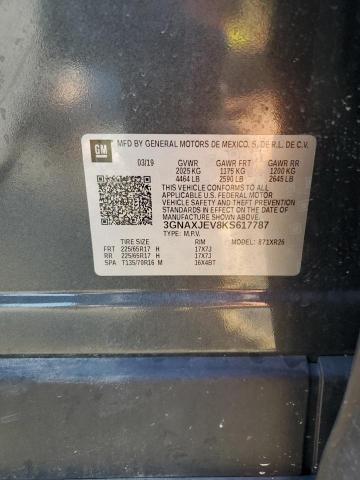 GM
MFD BY GENERAL MOTORS DE MEXICO, S. DE R.L. DE C.V.
03/19 GVWR GAWR FRT GAWR RR
2025 KG 1175 KG 1200 KG
4464 LB 2590 LB 2645 LB
THIS VEHICLE CONFORMS TO ALL APPLICABLE
U.S. FEDERAL MOTOR VEHICLE SAFETY, BUMPER, AND
THEFT PREVENTION STANDARDS IN EFFECT ON THE
DATE OF MANUFACTURE SHOWN ABOVE.
3GNAXJEV8KS617787
TYPE: M.P.V. MODEL: 871XR26
TIRE SIZE RIM
FRT 225/65R17 H 17X7J
RR 225/65R17 H 17X7J
SPA T135/70R16 M 16X4BT